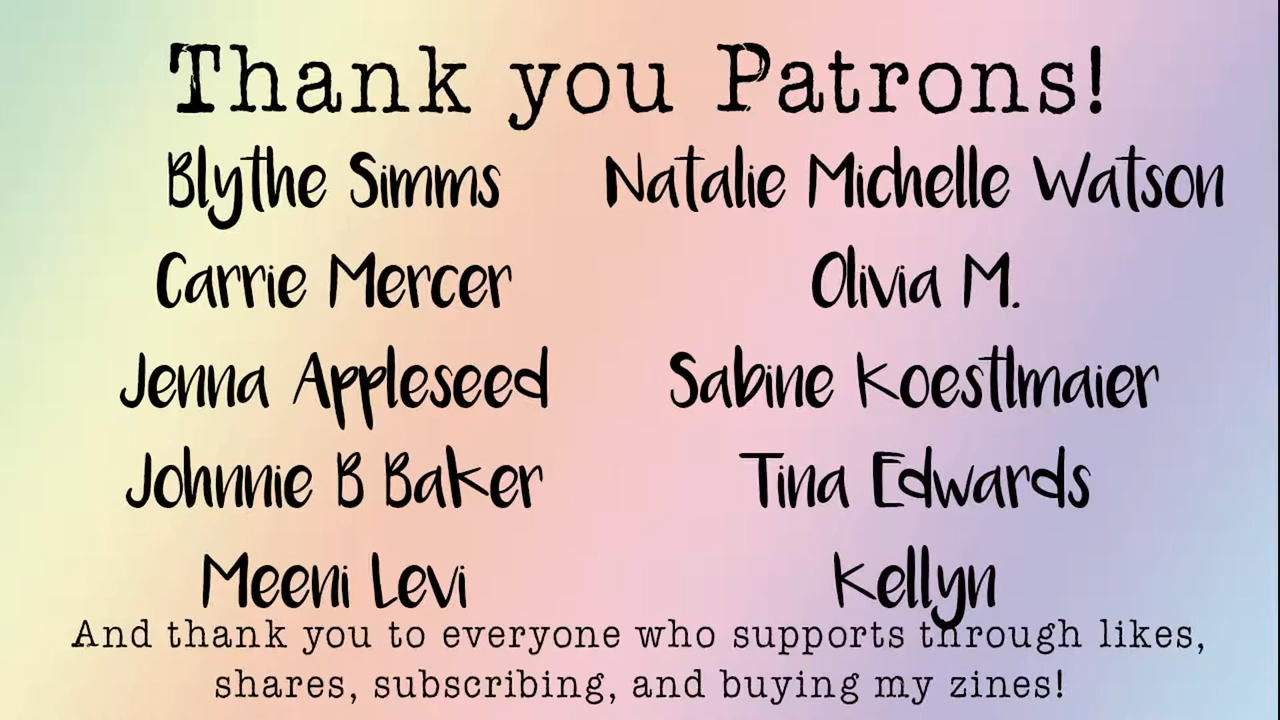 Thank you Patrons!
Blythe Simms
Natalie Michelle Watson
Carrie Mercer
Olivia M.
Jenna Appleseed
Sabine Koestlmaier
Johnnie B Baker
Tina Edwards
Meeni Levi
Kellyn
And thank you to everyone who supports through likes,
shares, subscribing, and buying my zines!